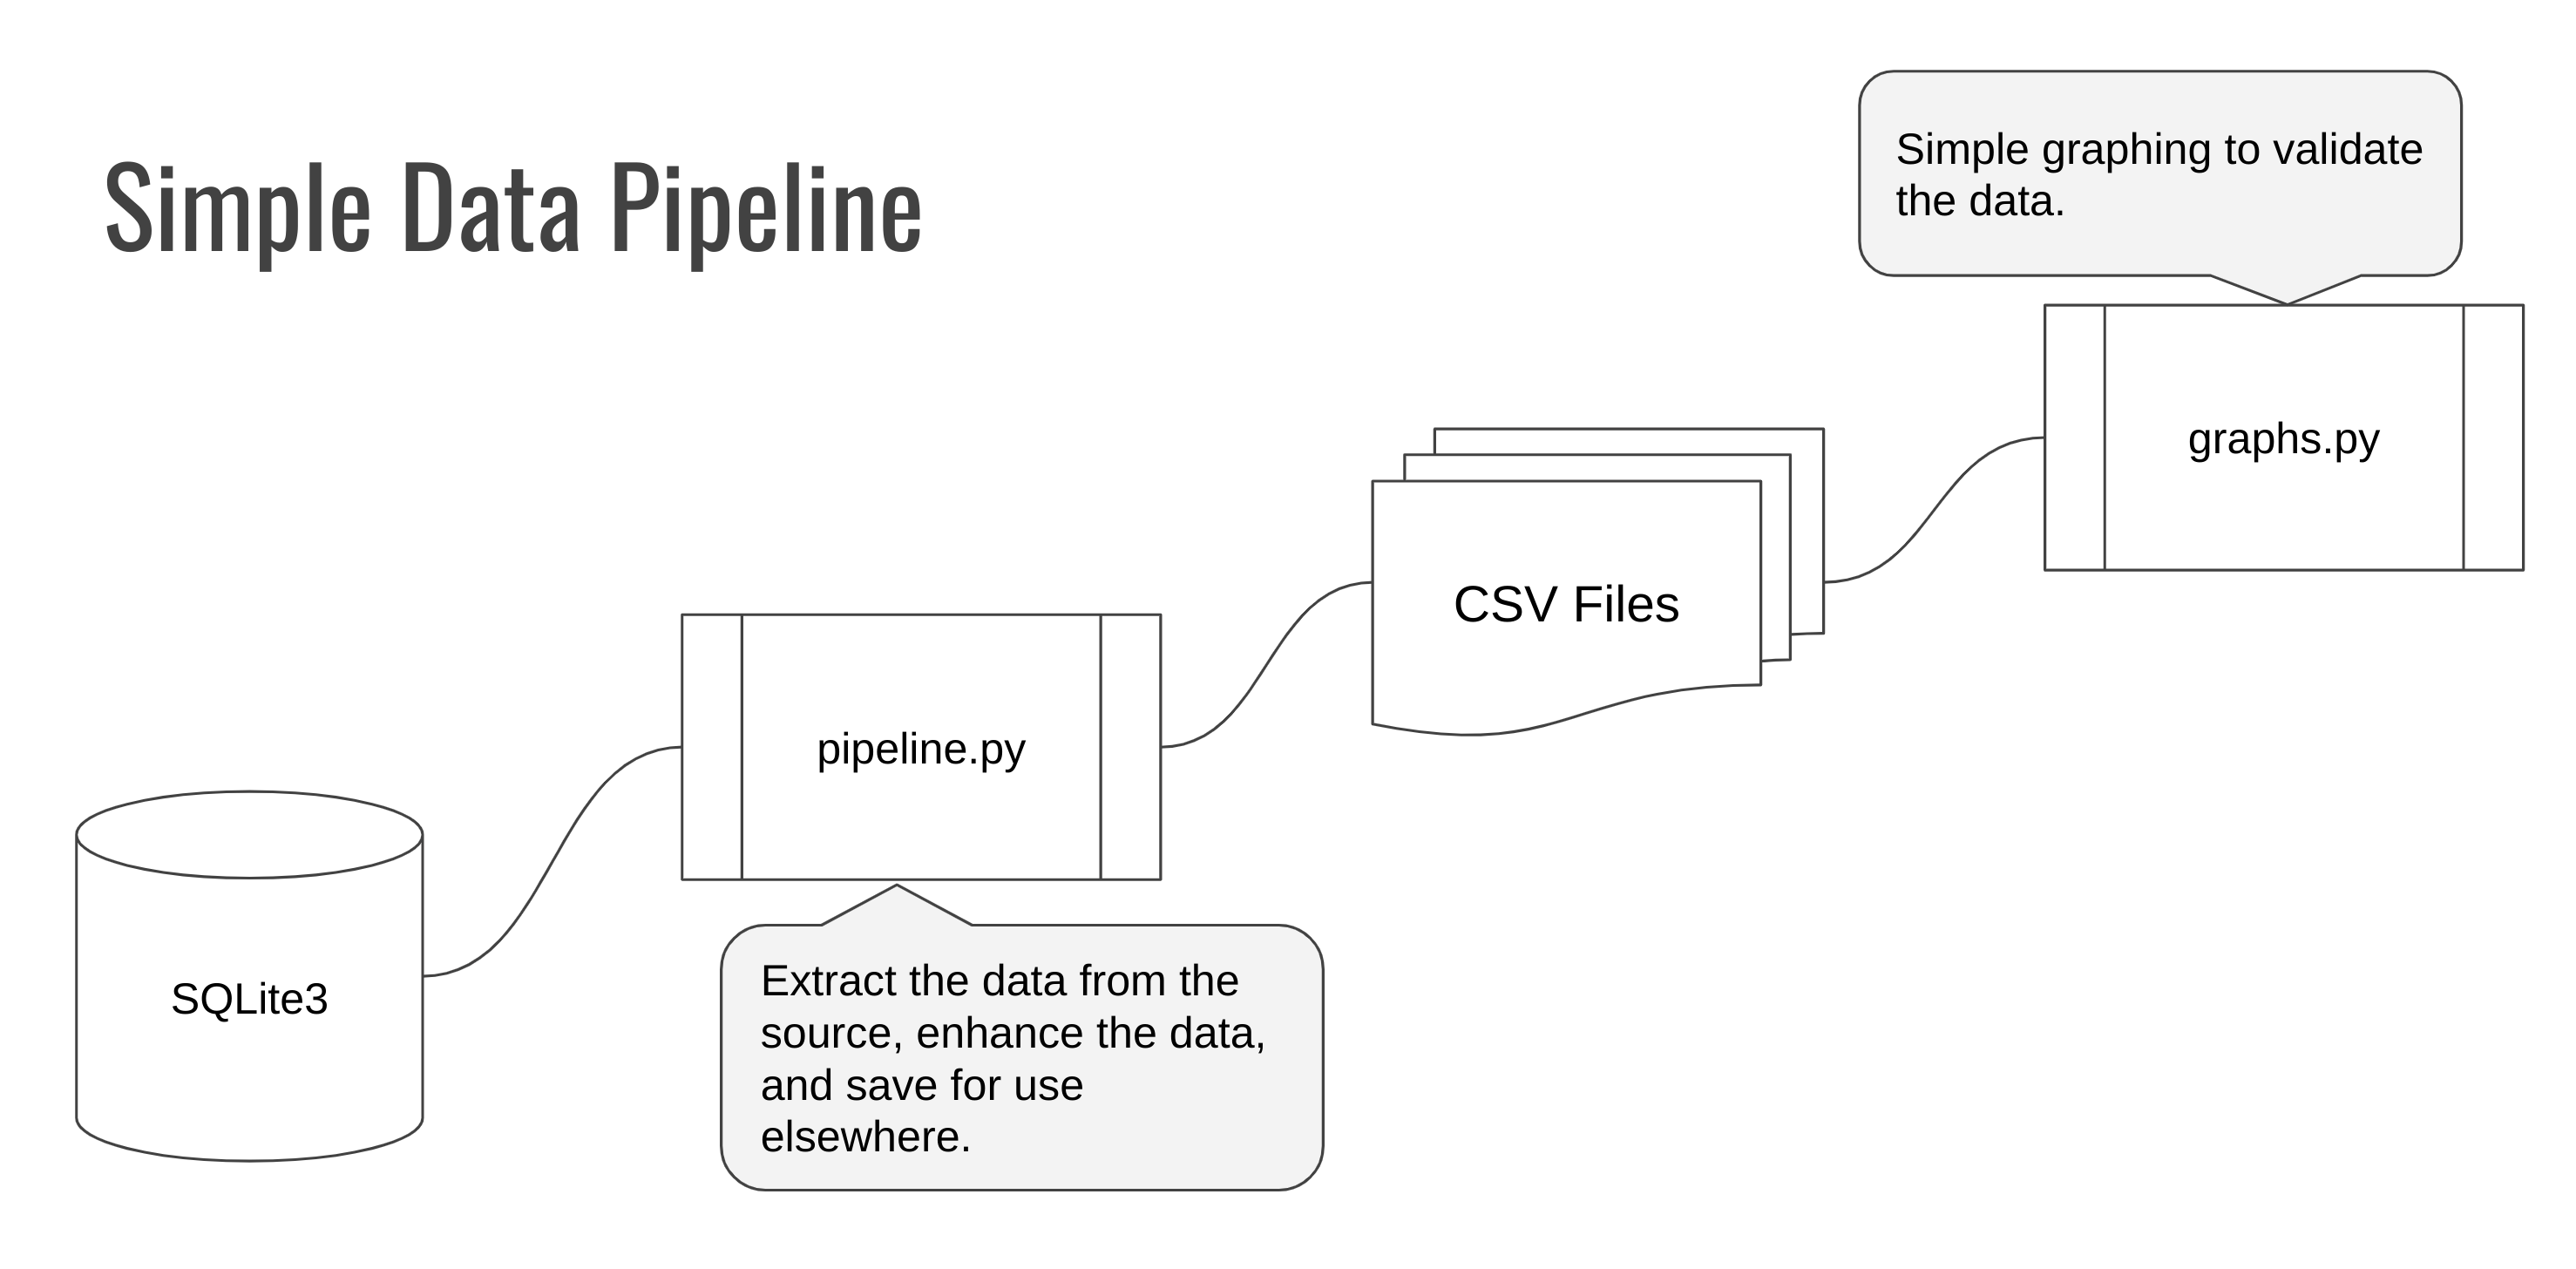 Simple Data Pipeline
Simple graphing to validate
the data.
graphs.py
CSV Files
pipeline.py
SQLite3
Extract the data from the
source, enhance the data,
and save for use
elsewhere.